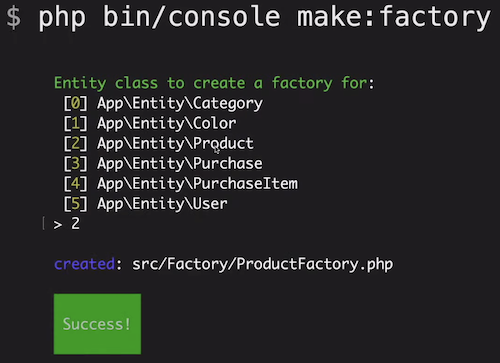 $ php bin/console make:factory
Entity class to create a factory for:
[0] App\Entity\Category
[1] App\Entity\Color
[2] App\Entity\Product
[3] App\Entity\Purchase
[4] App\Entity\PurchaseItem
[5] App\Entity\User
> 2
created: src/Factory/ProductFactory.php
Success!